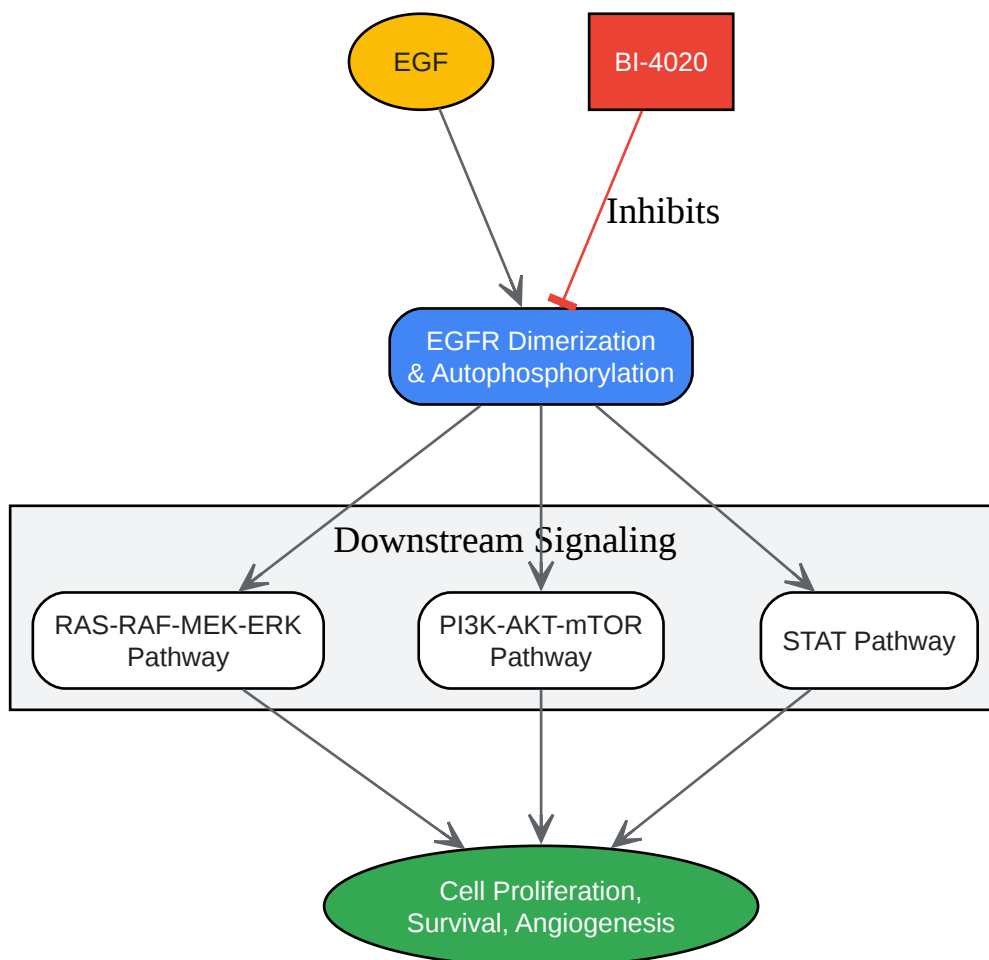 EGF
BI-4020
Inhibits
EGFR Dimerization
& Autophosphorylation
Downstream Signaling
RAS-RAF-MEK-ERK
Pathway
PI3K-AKT-mTOR
Pathway
STAT Pathway
Cell Proliferation,
Survival, Angiogenesis